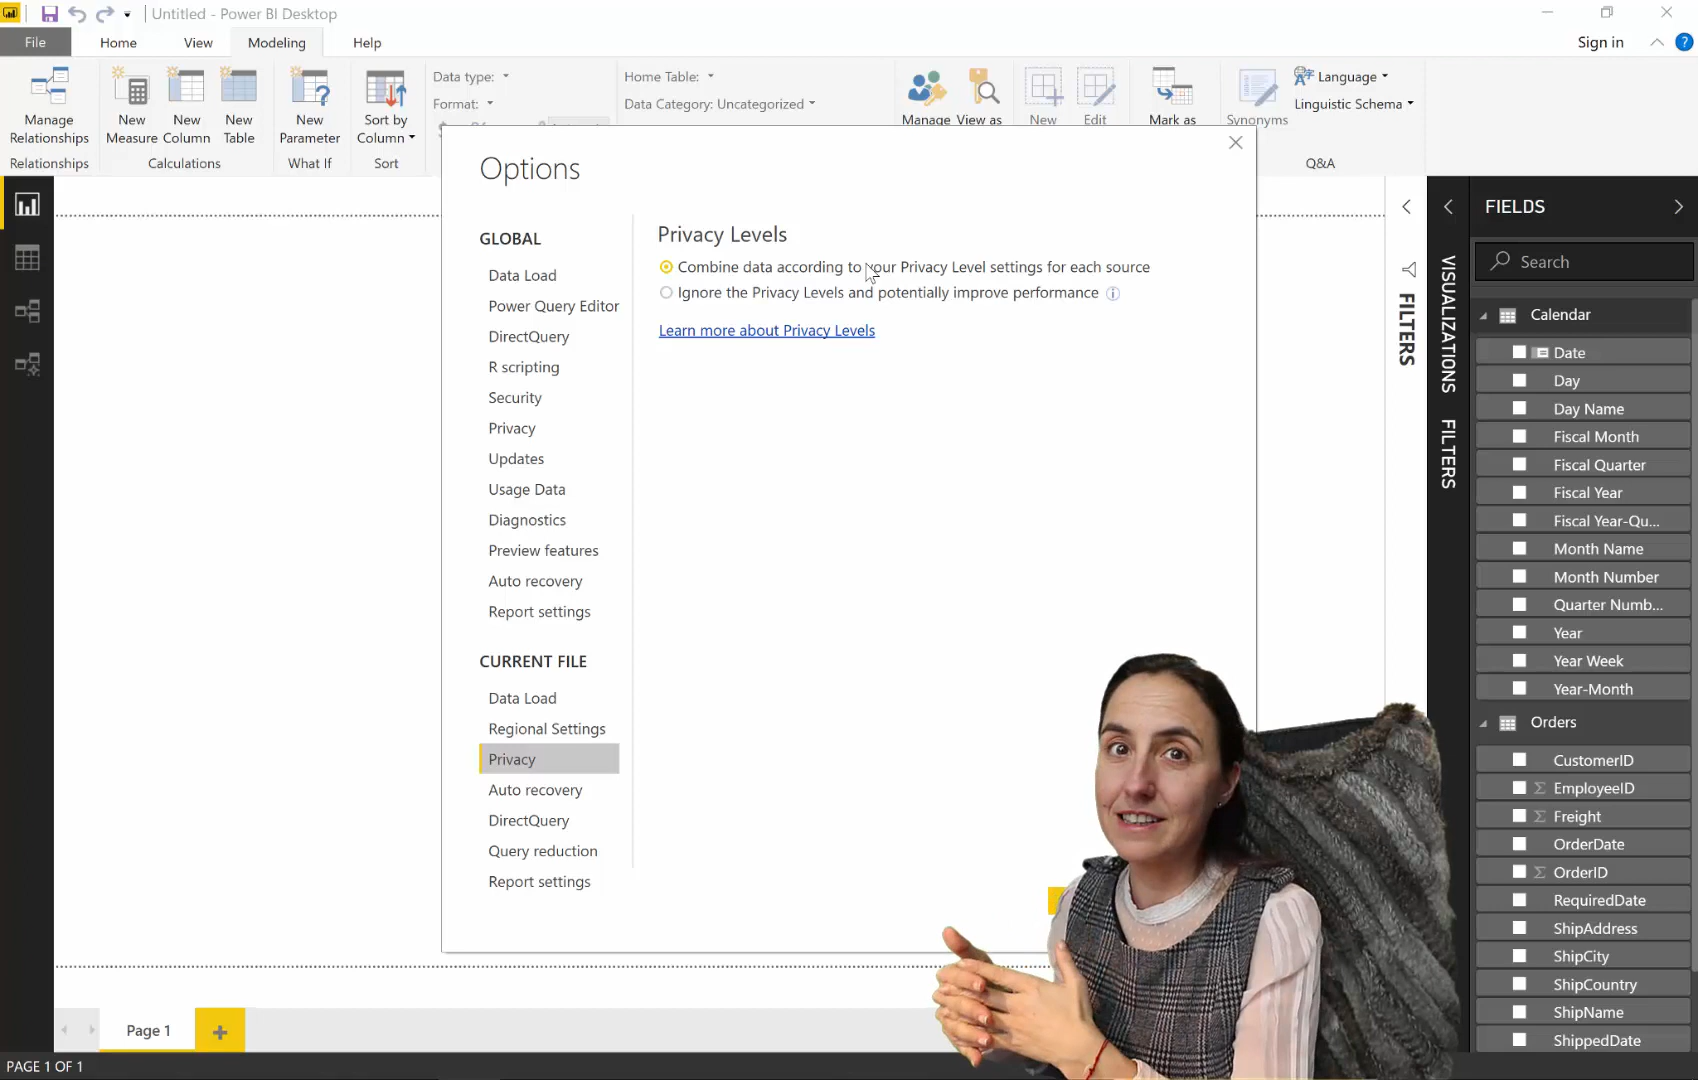 Untitled - Power BI Desktop
File
Home
View
Modeling
Help
Sign in
?
Manage Relationships
New Measure
New Column
New Table
New Parameter
Sort by Column
Data type:
Format:
Home Table:
Data Category: Uncategorized
Manage
View as
New
Edit
Mark as
Synonyms
Language
Linguistic Schema
Relationships
Calculations
What If
Sort
Q&A
Options
GLOBAL
Data Load
Power Query Editor
DirectQuery
R scripting
Security
Privacy
Updates
Usage Data
Diagnostics
Preview features
Auto recovery
Report settings
CURRENT FILE
Data Load
Regional Settings
Privacy
Auto recovery
DirectQuery
Query reduction
Report settings
Privacy Levels
Combine data according to your Privacy Level settings for each source
Ignore the Privacy Levels and potentially improve performance
Learn more about Privacy Levels
FILTERS
VISUALIZATIONS
FILTERS
FIELDS
Search
Calendar
Date
Day
Day Name
Fiscal Month
Fiscal Quarter
Fiscal Year
Fiscal Year-Qu...
Month Name
Month Number
Quarter Numb...
Year
Year Week
Year-Month
Orders
CustomerID
Σ EmployeeID
Σ Freight
OrderDate
Σ OrderID
RequiredDate
ShipAddress
ShipCity
ShipCountry
ShipName
ShippedDate
Page 1
+
PAGE 1 OF 1